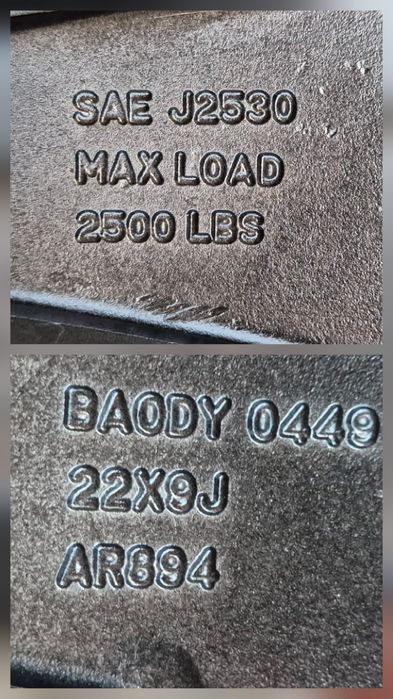 SAE J2530
MAX LOAD
2500 LBS
BAODY 0449
22X9J
AR894